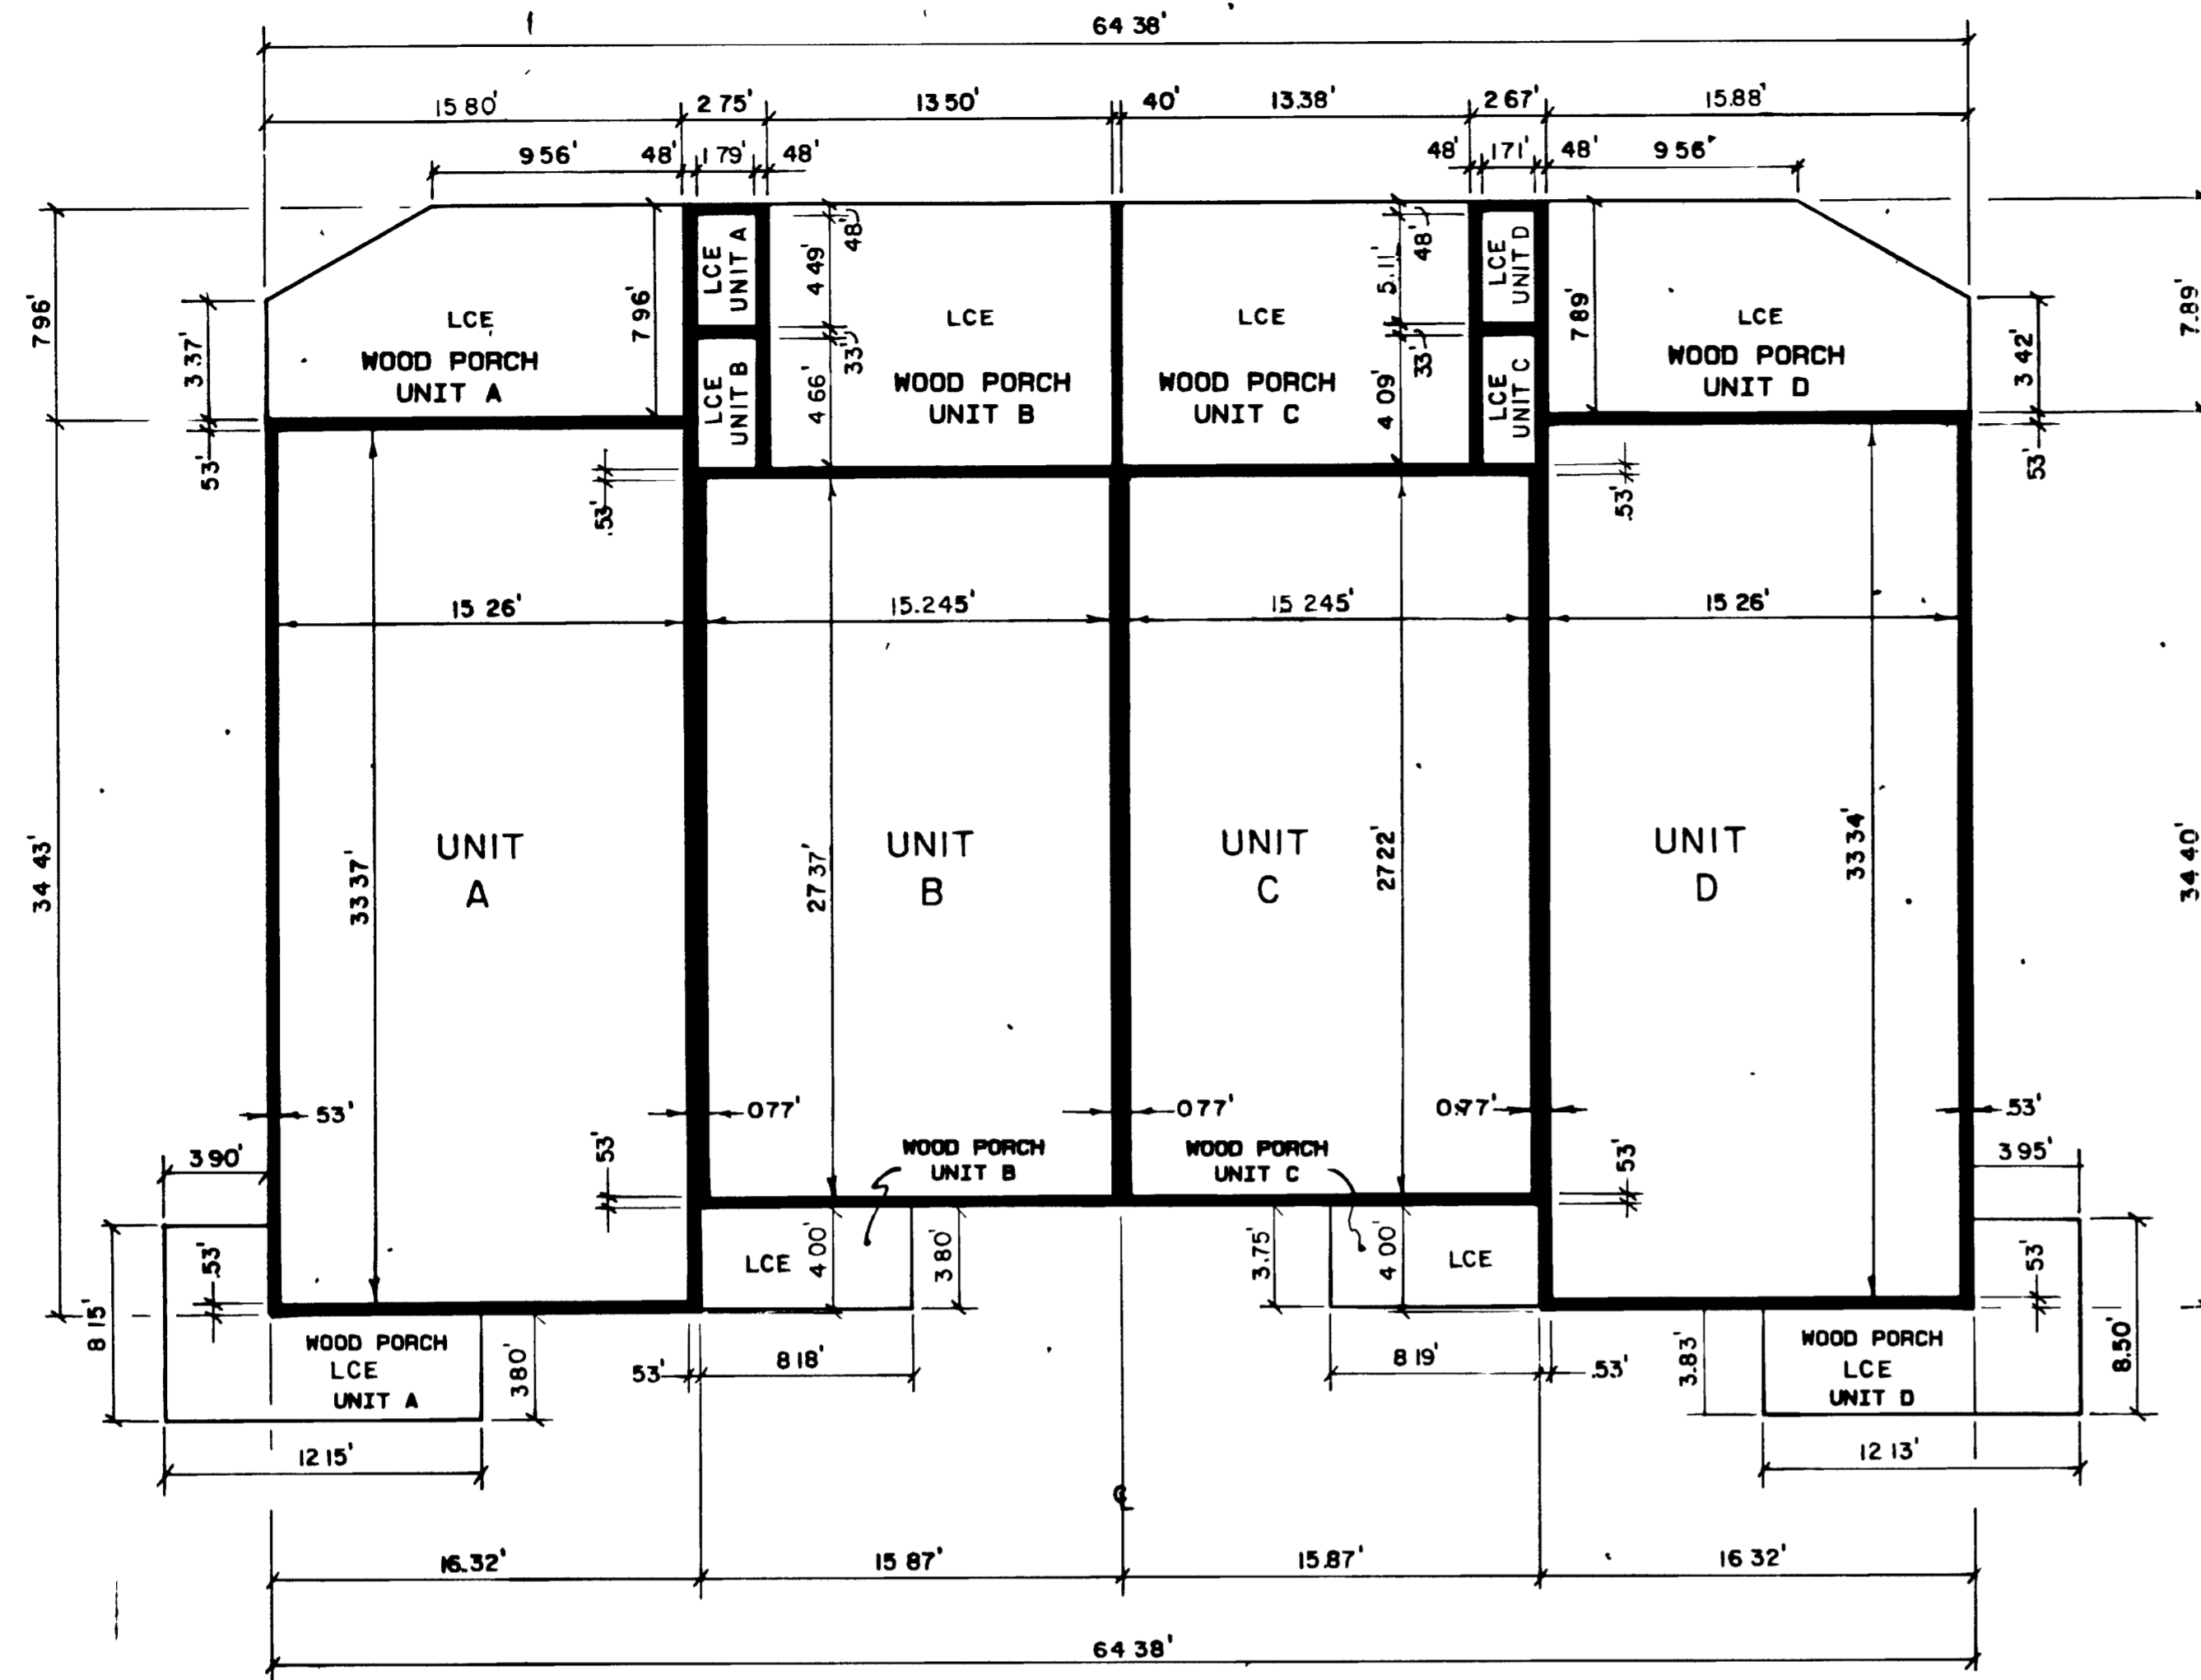 64 38'
15 80'
2 75'
13 50'
40'
13.38'
2 67'
15.88'
9 56'
48'
1 79'
48'
48'
1 71'
48'
9 56'
7 96'
3 37'
53'
LCE
WOOD PORCH
UNIT A
7 96'
LCE
UNIT A
LCE
UNIT B
4 49'
48'
33'
4 66'
LCE
WOOD PORCH
UNIT B
LCE
WOOD PORCH
UNIT C
5.11'
48'
33'
4 09'
LCE
UNIT D
LCE
UNIT C
7 89'
LCE
WOOD PORCH
UNIT D
3 42'
53'
7.89'
.53'
.53'
15 26'
15.245'
15 245'
15 26'
34 43'
33 37'
UNIT
A
27 37'
UNIT
B
UNIT
C
27 22'
UNIT
D
33 34'
34 40'
53'
0 77'
0 77'
0.77'
.53'
3 90'
53'
WOOD PORCH
UNIT B
WOOD PORCH
UNIT C
53'
3 95'
8 15'
.53'
LCE
4 00'
3 80'
3.75'
4 00'
LCE
53'
8.50'
WOOD PORCH
LCE
UNIT A
3 80'
53'
8 18'
8 19'
.53'
3.83'
WOOD PORCH
LCE
UNIT D
12 15'
12 13'
16.32'
15 87'
15.87'
16 32'
64 38'